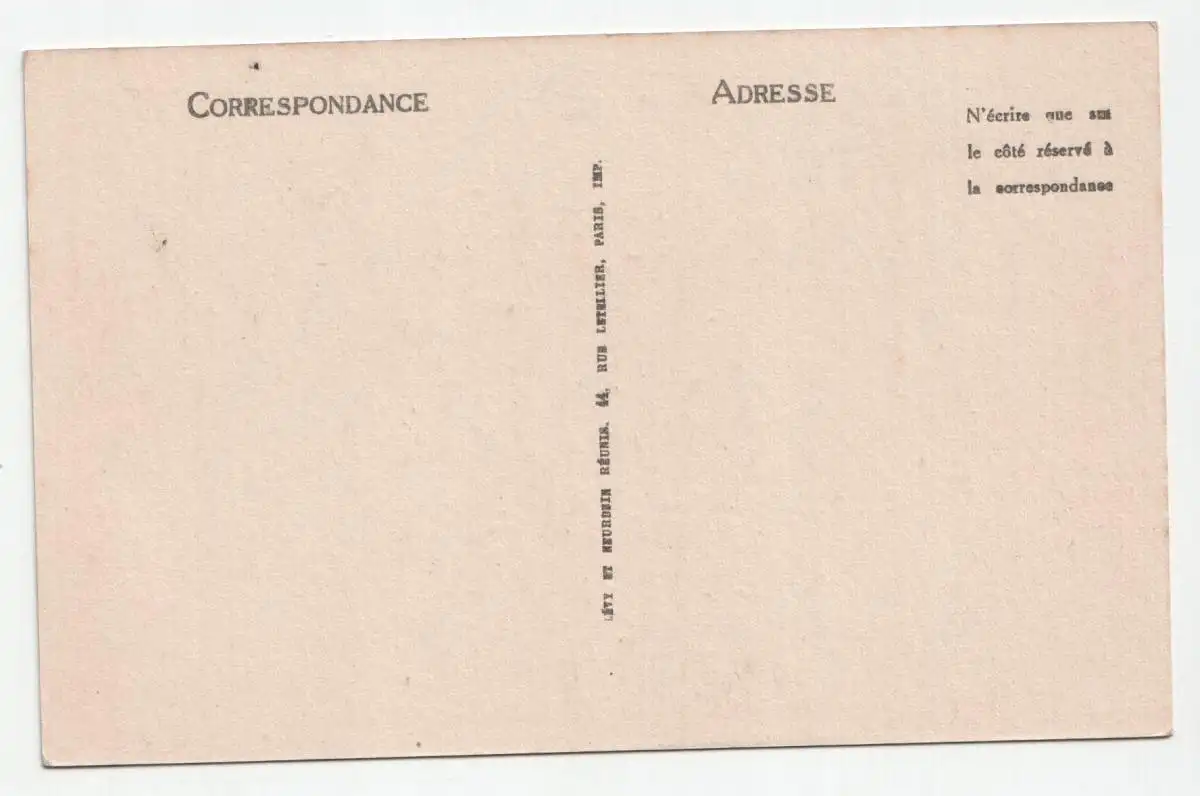 CORRESPONDANCE
ADRESSE
N'écrire que sur
le côté réservé à
la correspondance
LÉVY ET NEURDEIN RÉUNIS. 44, RUE LETELLIER, PARIS, IMP.